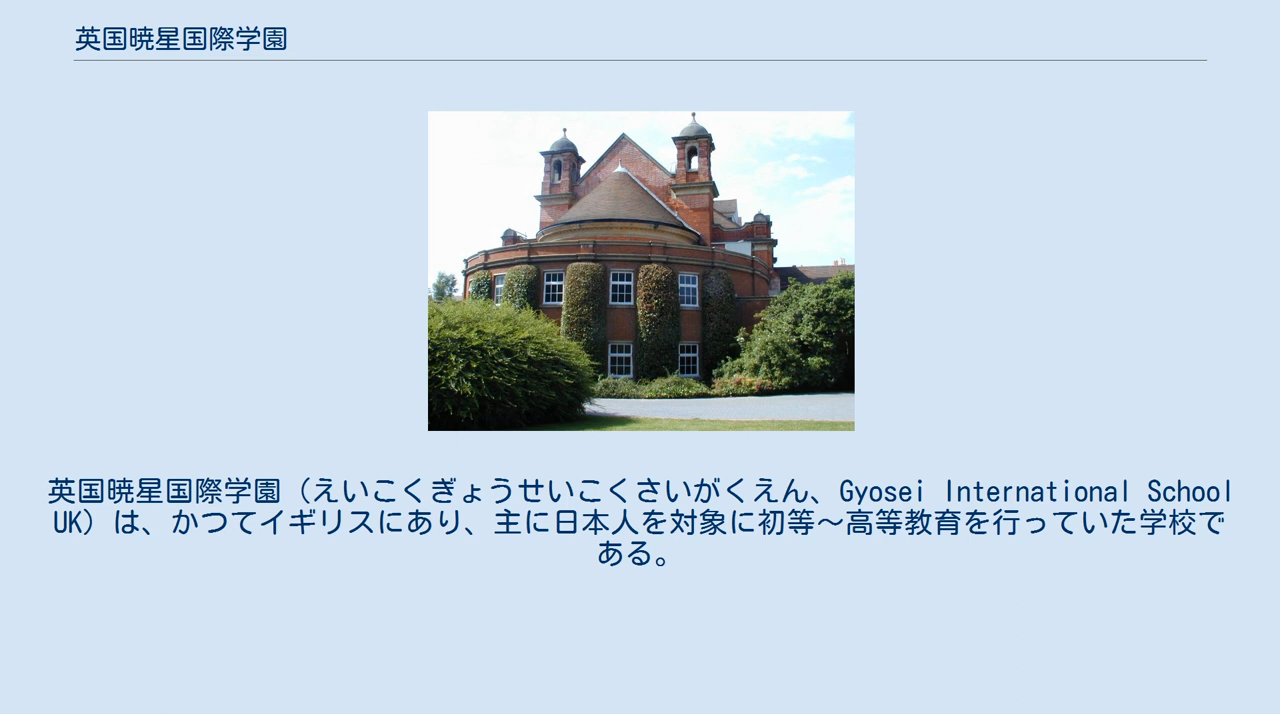 英国暁星国際学園
英国暁星国際学園（えいこくぎょうせいこくさいがくえん、Gyosei International School
UK）は、かつてイギリスにあり、主に日本人を対象に初等～高等教育を行っていた学校で
ある。